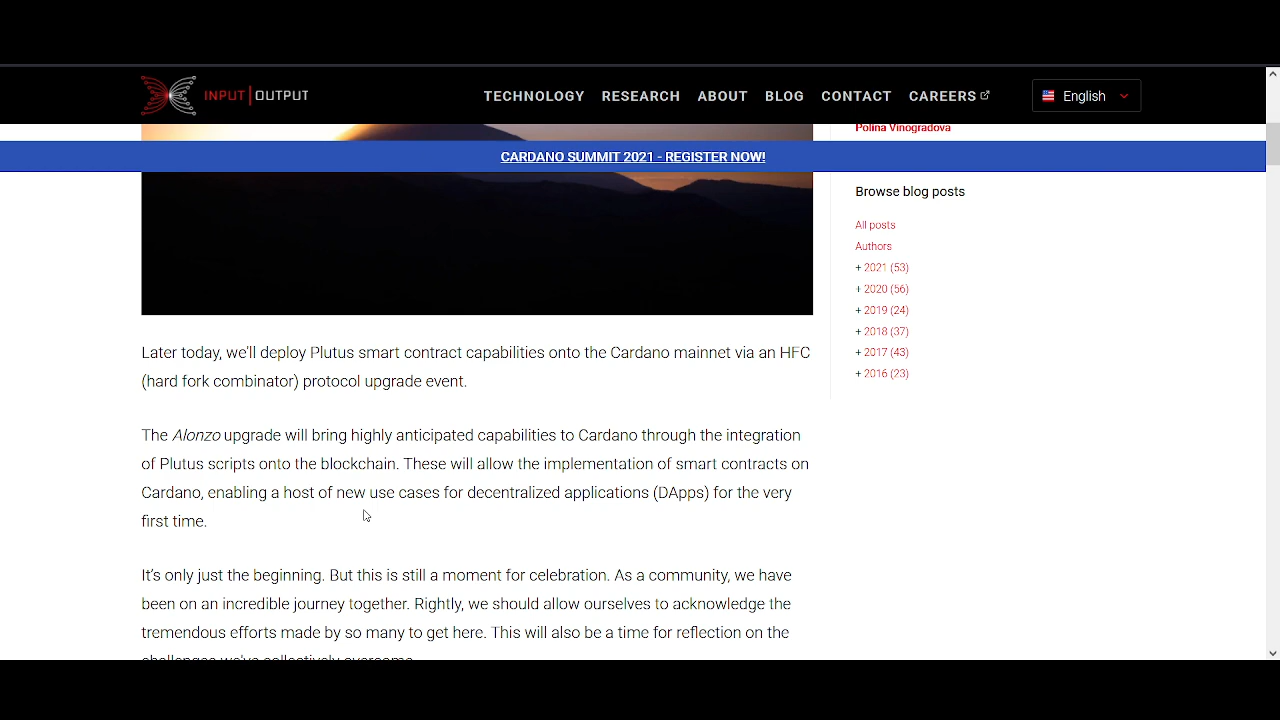 INPUT | OUTPUT
TECHNOLOGY RESEARCH ABOUT BLOG CONTACT CAREERS
English
Polina Vinogradova
CARDANO SUMMIT 2021 - REGISTER NOW!
Browse blog posts
All posts
Authors
+ 2021 (53)
+ 2020 (56)
+ 2019 (24)
+ 2018 (37)
+ 2017 (43)
+ 2016 (23)
Later today, we'll deploy Plutus smart contract capabilities onto the Cardano mainnet via an HFC
(hard fork combinator) protocol upgrade event.
The Alonzo upgrade will bring highly anticipated capabilities to Cardano through the integration
of Plutus scripts onto the blockchain. These will allow the implementation of smart contracts on
Cardano, enabling a host of new use cases for decentralized applications (DApps) for the very
first time.
It's only just the beginning. But this is still a moment for celebration. As a community, we have
been on an incredible journey together. Rightly, we should allow ourselves to acknowledge the
tremendous efforts made by so many to get here. This will also be a time for reflection on the
challenges we've collectively overcome.